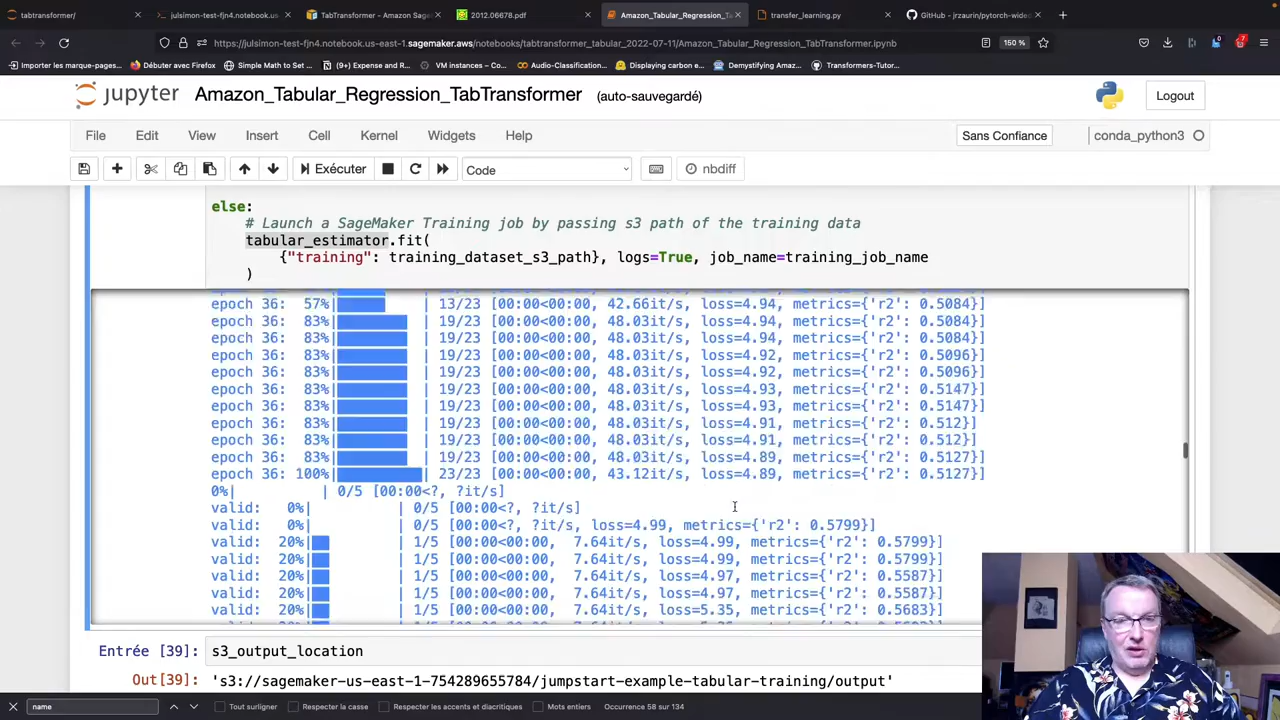 tabtransformer/
julsimon-test-fjn4.notebook.us
TabTransformer - Amazon Sag
2012.06678.pdf
Amazon_Tabular_Regression_T
transfer_learning.py
GitHub - jrzaurin/pytorch-wided
https://julsimon-test-fjn4.notebook.us-east-1.sagemaker.aws/notebooks/tabtransformer_tabular_2022-07-11/Amazon_Tabular_Regression_TabTransformer.ipynb
150 %
Importer les marque-pages...
Débuter avec Firefox
Simple Math to Set ...
(9+) Expense and R...
VM instances – Co...
Audio-Classification...
Displaying carbon e...
Demystifying Amaz...
Transformers-Tutor...
jupyter Amazon_Tabular_Regression_TabTransformer (auto-sauvegardé)
Logout
File Edit View Insert Cell Kernel Widgets Help
Sans Confiance
conda_python3
Exécuter
Code
nbdiff
else:
# Launch a SageMaker Training job by passing s3 path of the training data
tabular_estimator.fit(
{"training": training_dataset_s3_path}, logs=True, job_name=training_job_name
)
epoch 36: 57%| | 13/23 [00:00<00:00, 42.66it/s, loss=4.94, metrics={'r2': 0.5084}]
epoch 36: 83%| | 19/23 [00:00<00:00, 48.03it/s, loss=4.94, metrics={'r2': 0.5084}]
epoch 36: 83%| | 19/23 [00:00<00:00, 48.03it/s, loss=4.94, metrics={'r2': 0.5084}]
epoch 36: 83%| | 19/23 [00:00<00:00, 48.03it/s, loss=4.92, metrics={'r2': 0.5096}]
epoch 36: 83%| | 19/23 [00:00<00:00, 48.03it/s, loss=4.92, metrics={'r2': 0.5096}]
epoch 36: 83%| | 19/23 [00:00<00:00, 48.03it/s, loss=4.93, metrics={'r2': 0.5147}]
epoch 36: 83%| | 19/23 [00:00<00:00, 48.03it/s, loss=4.93, metrics={'r2': 0.5147}]
epoch 36: 83%| | 19/23 [00:00<00:00, 48.03it/s, loss=4.91, metrics={'r2': 0.512}]
epoch 36: 83%| | 19/23 [00:00<00:00, 48.03it/s, loss=4.91, metrics={'r2': 0.512}]
epoch 36: 83%| | 19/23 [00:00<00:00, 48.03it/s, loss=4.89, metrics={'r2': 0.5127}]
epoch 36: 100%| | 23/23 [00:00<00:00, 43.12it/s, loss=4.89, metrics={'r2': 0.5127}]
0%| | 0/5 [00:00<?, ?it/s]
valid: 0%| | 0/5 [00:00<?, ?it/s]
valid: 0%| | 0/5 [00:00<?, ?it/s, loss=4.99, metrics={'r2': 0.5799}]
valid: 20%| | 1/5 [00:00<00:00, 7.64it/s, loss=4.99, metrics={'r2': 0.5799}]
valid: 20%| | 1/5 [00:00<00:00, 7.64it/s, loss=4.99, metrics={'r2': 0.5799}]
valid: 20%| | 1/5 [00:00<00:00, 7.64it/s, loss=4.97, metrics={'r2': 0.5587}]
valid: 20%| | 1/5 [00:00<00:00, 7.64it/s, loss=4.97, metrics={'r2': 0.5587}]
valid: 20%| | 1/5 [00:00<00:00, 7.64it/s, loss=5.35, metrics={'r2': 0.5683}]
Entrée [39]: s3_output_location
Out[39]: 's3://sagemaker-us-east-1-754289655784/jumpstart-example-tabular-training/output'
name
Tout surligner
Respecter la casse
Respecter les accents et diacritiques
Mots entiers
Occurrence 58 sur 134